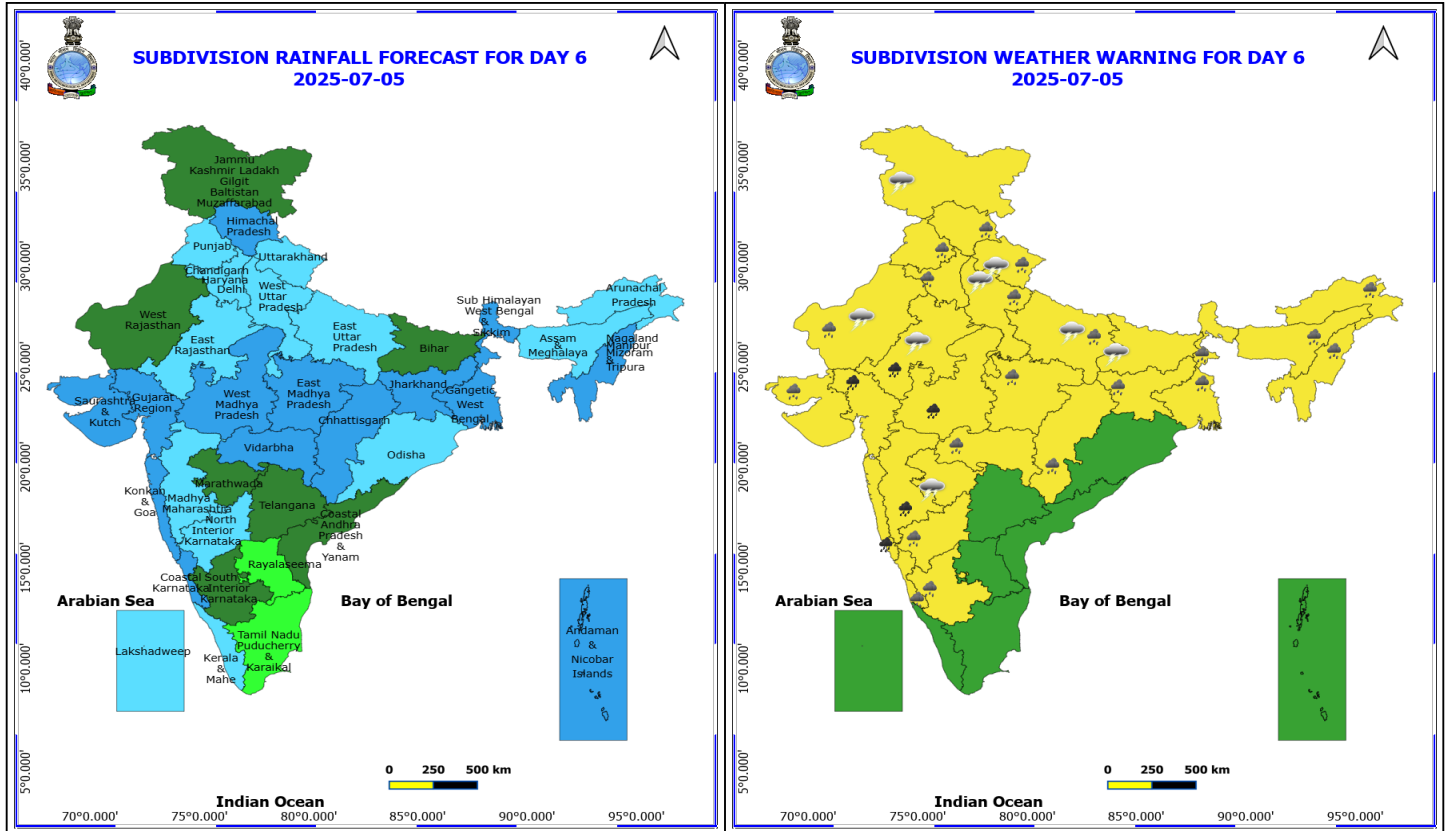 SUBDIVISION RAINFALL FORECAST FOR DAY 6
2025-07-05
40°0.000'
35°0.000'
30°0.000'
25°0.000'
20°0.000'
15°0.000'
10°0.000'
5°0.000'
Jammu
Kashmir Ladakh
Gilgit
Baltistan
Muzaffarabad
Himachal
Pradesh
Punjab
Uttarakhand
Chandigarh
Haryana
Delhi
West
Uttar
Pradesh
West
Rajasthan
East
Rajasthan
East
Uttar
Pradesh
Bihar
Sub Himalayan
West Bengal
&
Sikkim
Arunachal
Pradesh
Assam
&
Meghalaya
Nagaland
Manipur
Mizoram
&
Tripura
Saurashtra
&
Kutch
Gujarat
Region
West
Madhya
Pradesh
East
Madhya
Pradesh
Jharkhand
Gangetic
West
Bengal
Chhattisgarh
Vidarbha
Odisha
Konkan
&
Goa
Madhya
Maharashtra
Marathwada
Telangana
North
Interior
Karnataka
Coastal
Andhra
Pradesh
&
Yanam
Rayalaseema
Coastal
Karnataka
South
Interior
Karnataka
Tamil Nadu
Puducherry
&
Karaikal
Kerala
&
Mahe
Arabian Sea
Bay of Bengal
Lakshadweep
Andaman
&
Nicobar
Islands
0 250 500 km
Indian Ocean
70°0.000' 75°0.000' 80°0.000' 85°0.000' 90°0.000' 95°0.000'
SUBDIVISION WEATHER WARNING FOR DAY 6
2025-07-05
40°0.000'
35°0.000'
30°0.000'
25°0.000'
20°0.000'
15°0.000'
10°0.000'
5°0.000'
Arabian Sea
Bay of Bengal
0 250 500 km
Indian Ocean
70°0.000' 75°0.000' 80°0.000' 85°0.000' 90°0.000' 95°0.000'